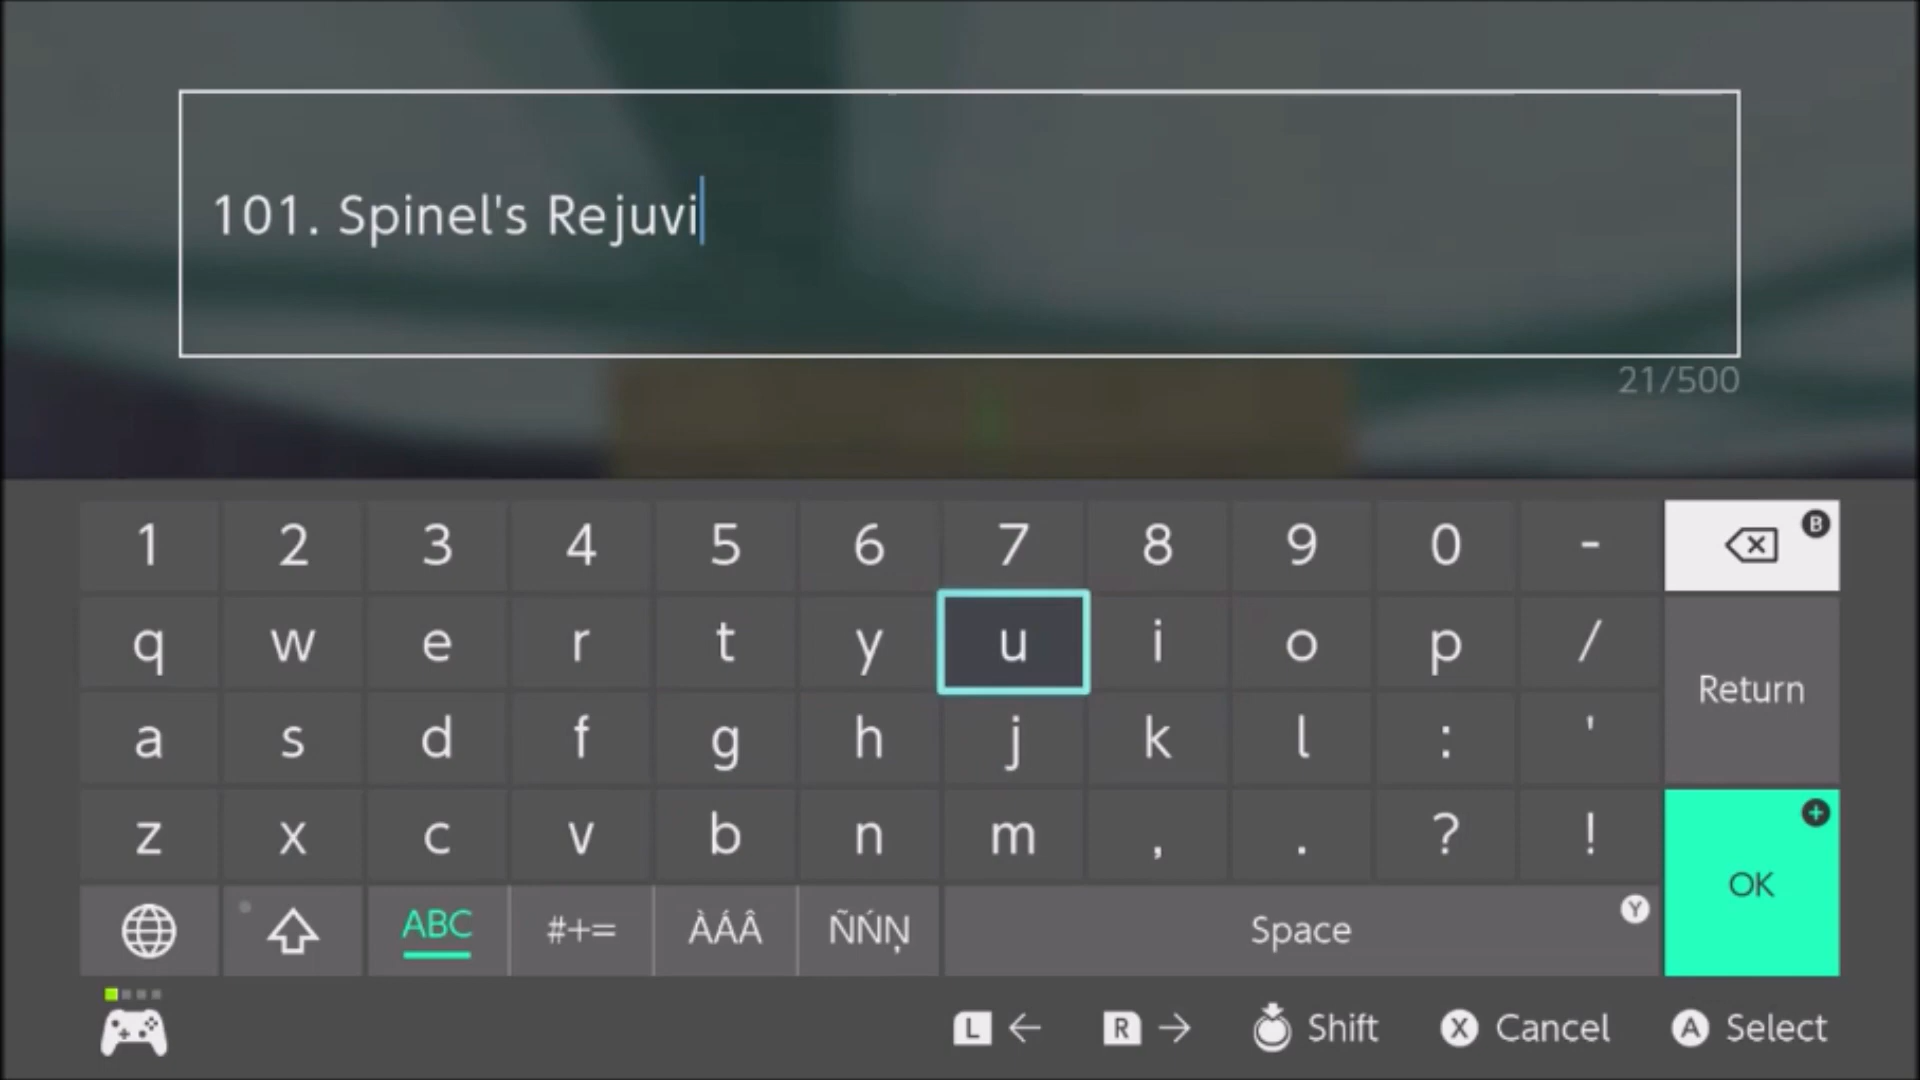 101. Spinel's Rejuvi
21/500
1 2 3 4 5 6 7 8 9 0 - B
q w e r t y u i o p /
Return
a s d f g h j k l : '
z x c v b n m , . ? ! +
OK
ABC #+= ÀÁÂ ÑŃŅ Space Y
L ← R → Shift X Cancel A Select